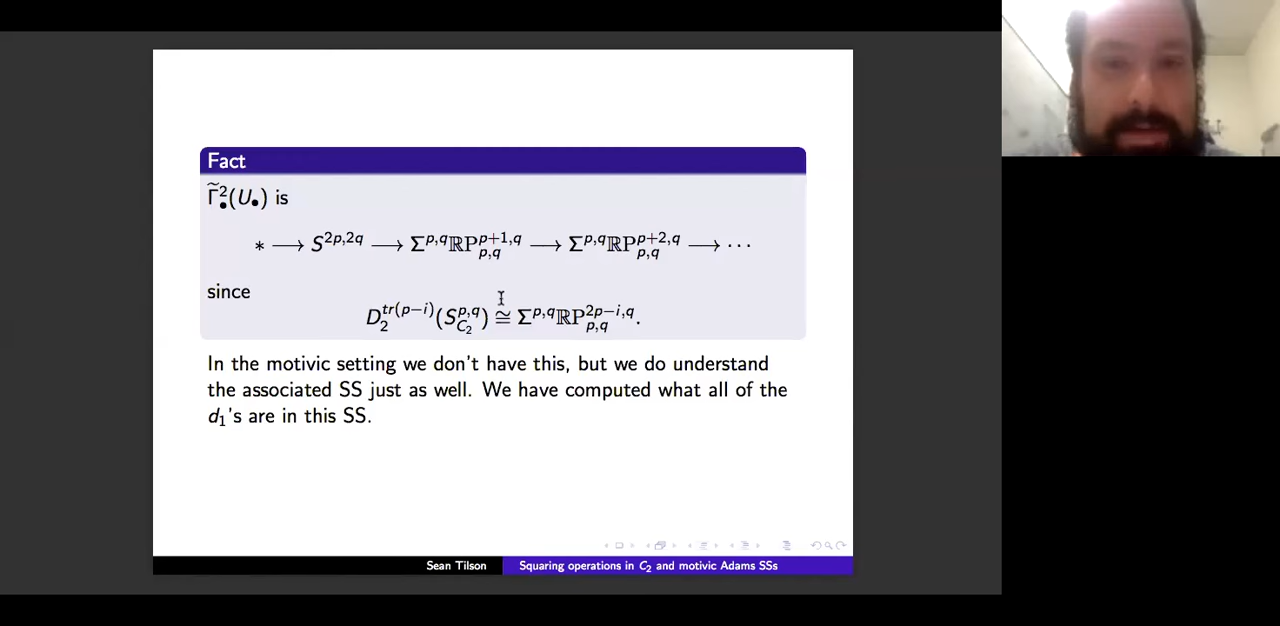 Fact
Γ̃²•(U•) is
∗ ⟶ S^{2p,2q} ⟶ Σ^{p,q}ℝP^{p+1,q}_{p,q} ⟶ Σ^{p,q}ℝP^{p+2,q}_{p,q} ⟶ ⋯
since
D_2^{tr(p−i)}(S^{p,q}_{C_2}) ≅ Σ^{p,q}ℝP^{2p−i,q}_{p,q}.
In the motivic setting we don't have this, but we do understand
the associated SS just as well. We have computed what all of the
d₁'s are in this SS.
Sean Tilson
Squaring operations in C₂ and motivic Adams SSs